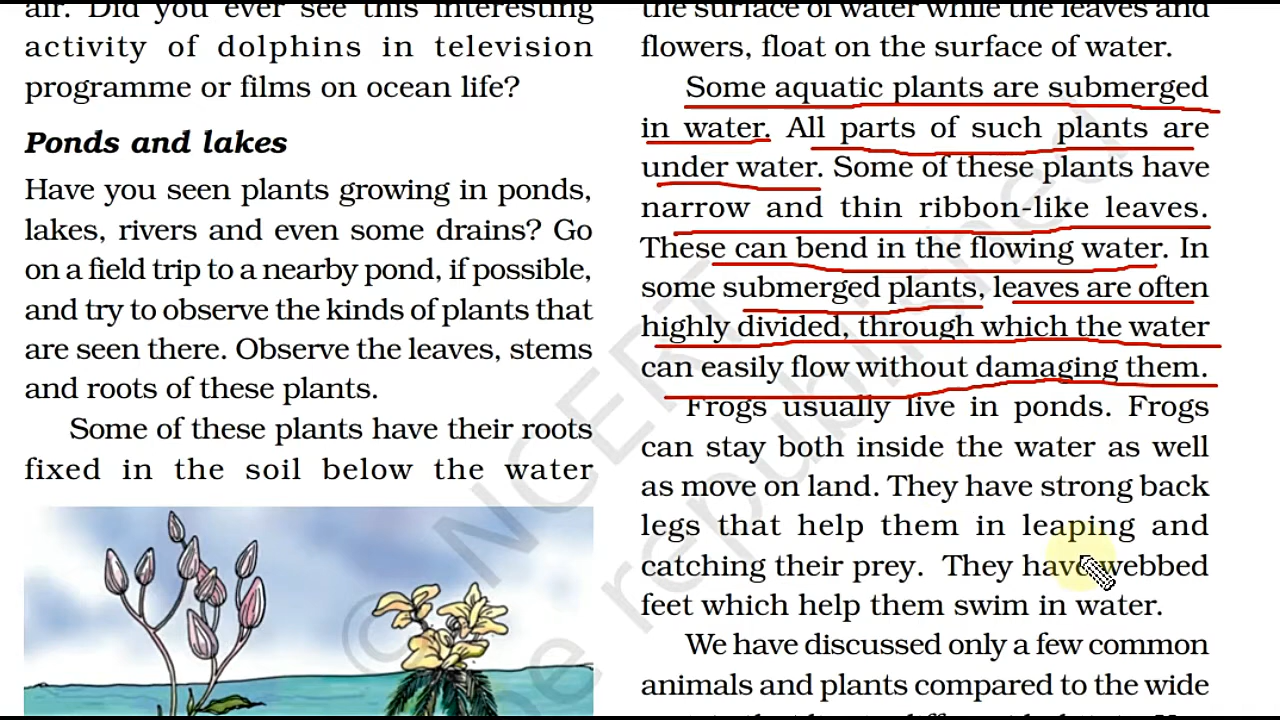 air. Did you ever see this interesting
activity of dolphins in television
programme or films on ocean life?
Ponds and lakes
Have you seen plants growing in ponds,
lakes, rivers and even some drains? Go
on a field trip to a nearby pond, if possible,
and try to observe the kinds of plants that
are seen there. Observe the leaves, stems
and roots of these plants.
Some of these plants have their roots
fixed in the soil below the water
the surface of water while the leaves and
flowers, float on the surface of water.
Some aquatic plants are submerged
in water. All parts of such plants are
under water. Some of these plants have
narrow and thin ribbon-like leaves.
These can bend in the flowing water. In
some submerged plants, leaves are often
highly divided, through which the water
can easily flow without damaging them.
Frogs usually live in ponds. Frogs
can stay both inside the water as well
as move on land. They have strong back
legs that help them in leaping and
catching their prey. They have webbed
feet which help them swim in water.
We have discussed only a few common
animals and plants compared to the wide
© NCERT
be republished